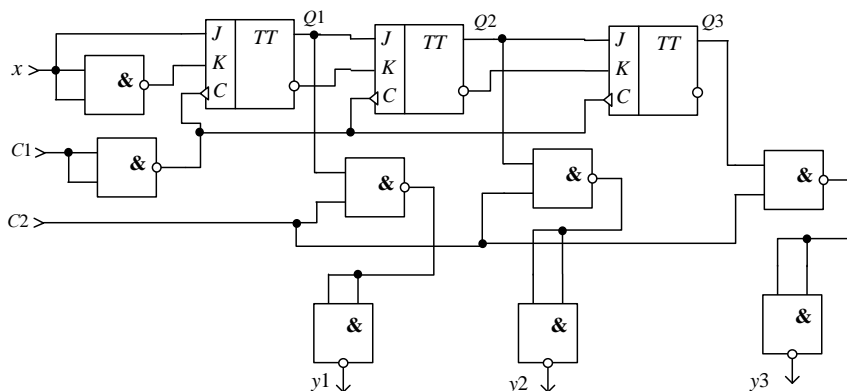 Q1 Q2 Q3
J TT J TT J TT
x & K K K
C C C
C1 & & & &
C2
& & &
y1 y2 y3